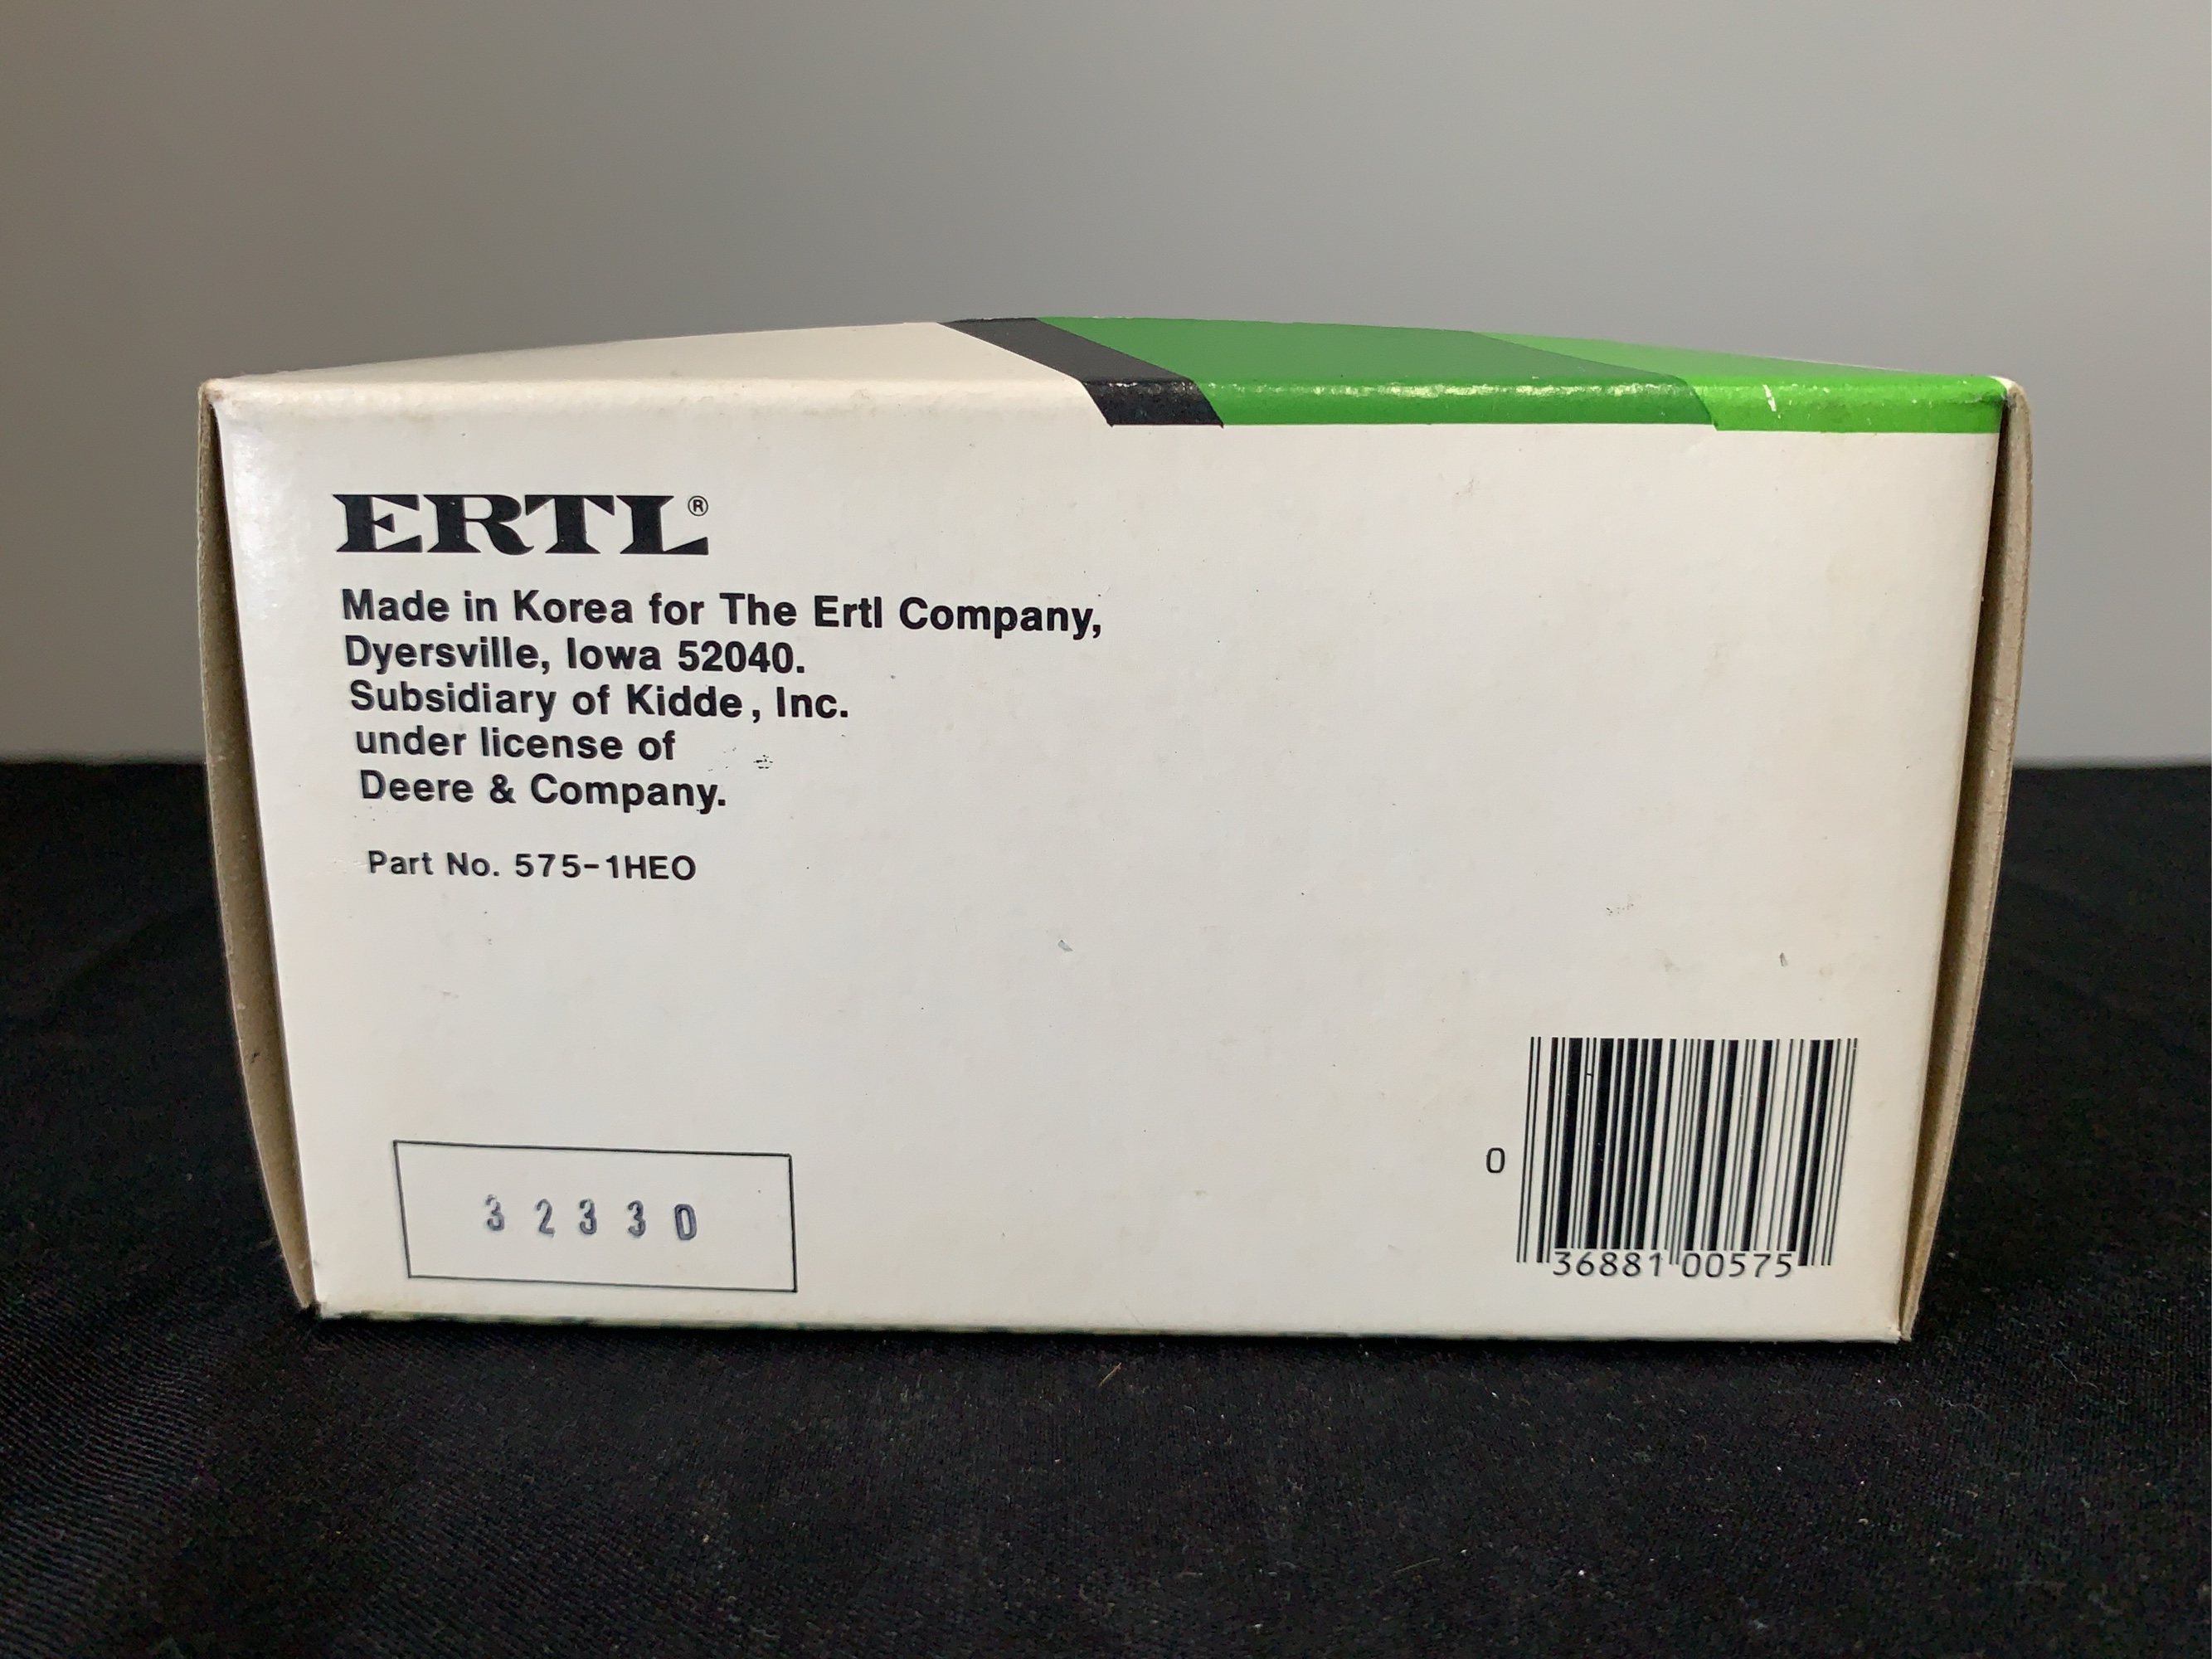 ERTL®
Made in Korea for The Ertl Company,
Dyersville, Iowa 52040.
Subsidiary of Kidde, Inc.
under license of
Deere & Company.
Part No. 575-1HEO
32330
0 36881 00575